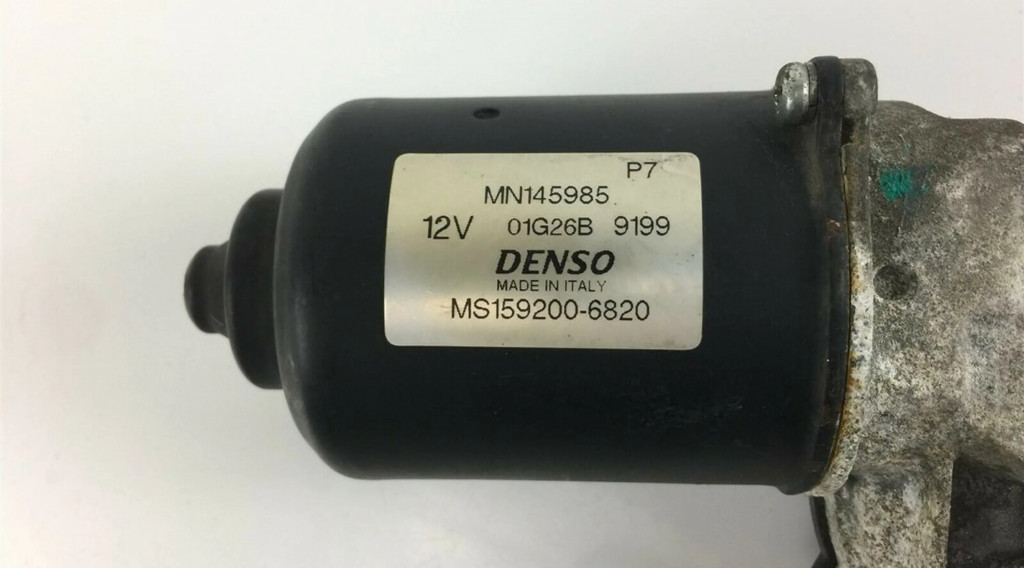 P7
MN145985
12V 01G26B 9199
DENSO
MADE IN ITALY
MS159200-6820